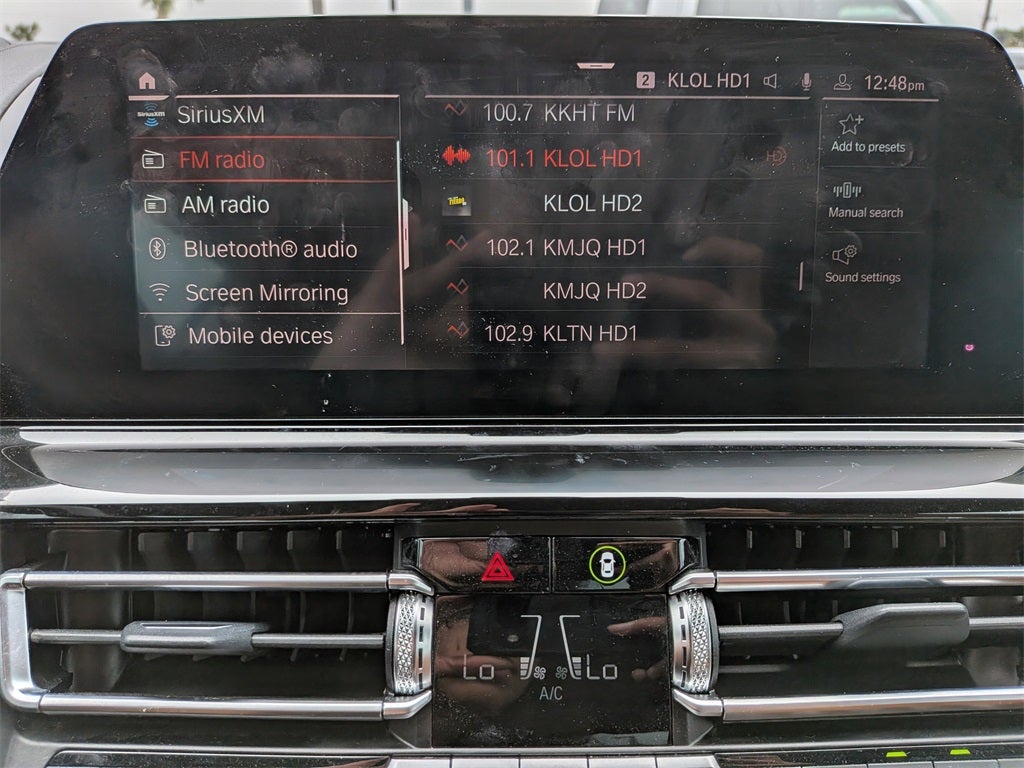 2 KLOL HD1 12:48pm
SiriusXM SiriusXM
FM radio
AM radio
Bluetooth® audio
Screen Mirroring
Mobile devices
100.7 KKHT FM
101.1 KLOL HD1
KLOL HD2
102.1 KMJQ HD1
KMJQ HD2
102.9 KLTN HD1
Add to presets
Manual search
Sound settings
Lo Lo
A/C